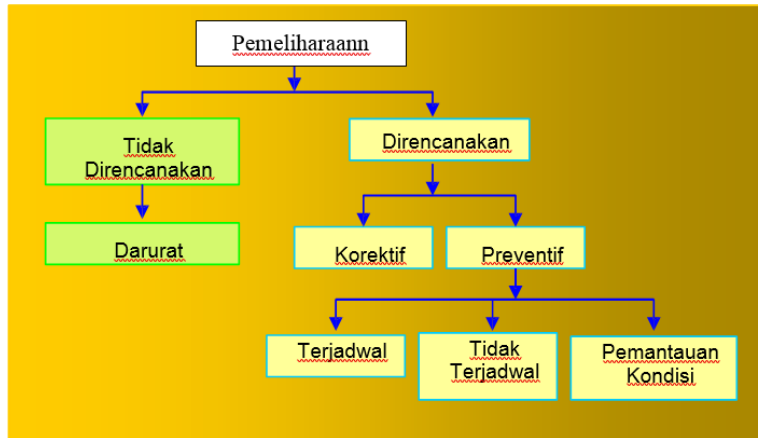 Pemeliharaann
Tidak
Direncanakan
Direncanakan
Darurat
Korektif
Preventif
Terjadwal
Tidak
Terjadwal
Pemantauan
Kondisi